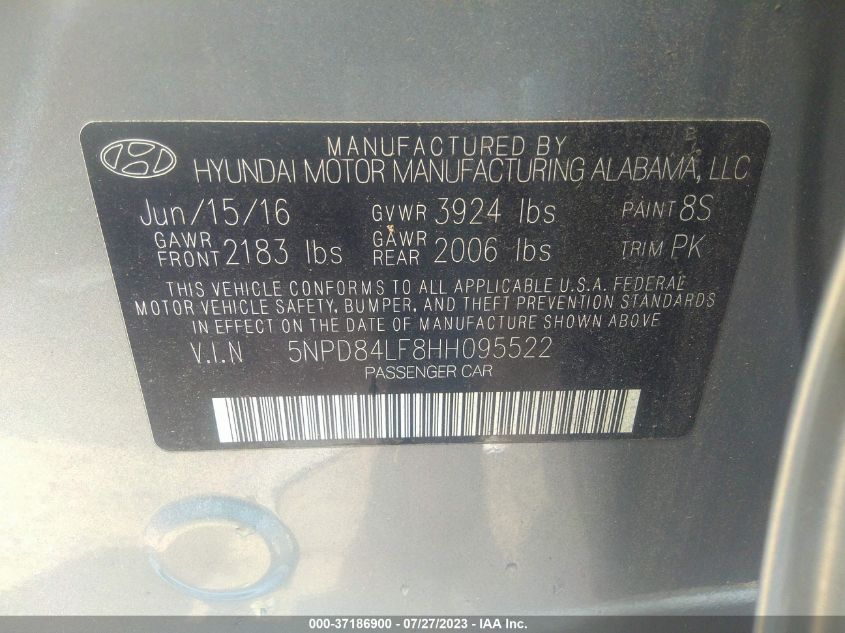 MANUFACTURED BY
HYUNDAI MOTOR MANUFACTURING ALABAMA, LLC
Jun/15/16 GVWR 3924 lbs PAINT 8S
GAWR FRONT 2183 lbs GAWR REAR 2006 lbs TRIM PK
THIS VEHICLE CONFORMS TO ALL APPLICABLE U.S.A. FEDERAL
MOTOR VEHICLE SAFETY, BUMPER, AND THEFT PREVENTION STANDARDS
IN EFFECT ON THE DATE OF MANUFACTURE SHOWN ABOVE
V.I.N 5NPD84LF8HH095522
PASSENGER CAR
000-37186900 - 07/27/2023 - IAA Inc.